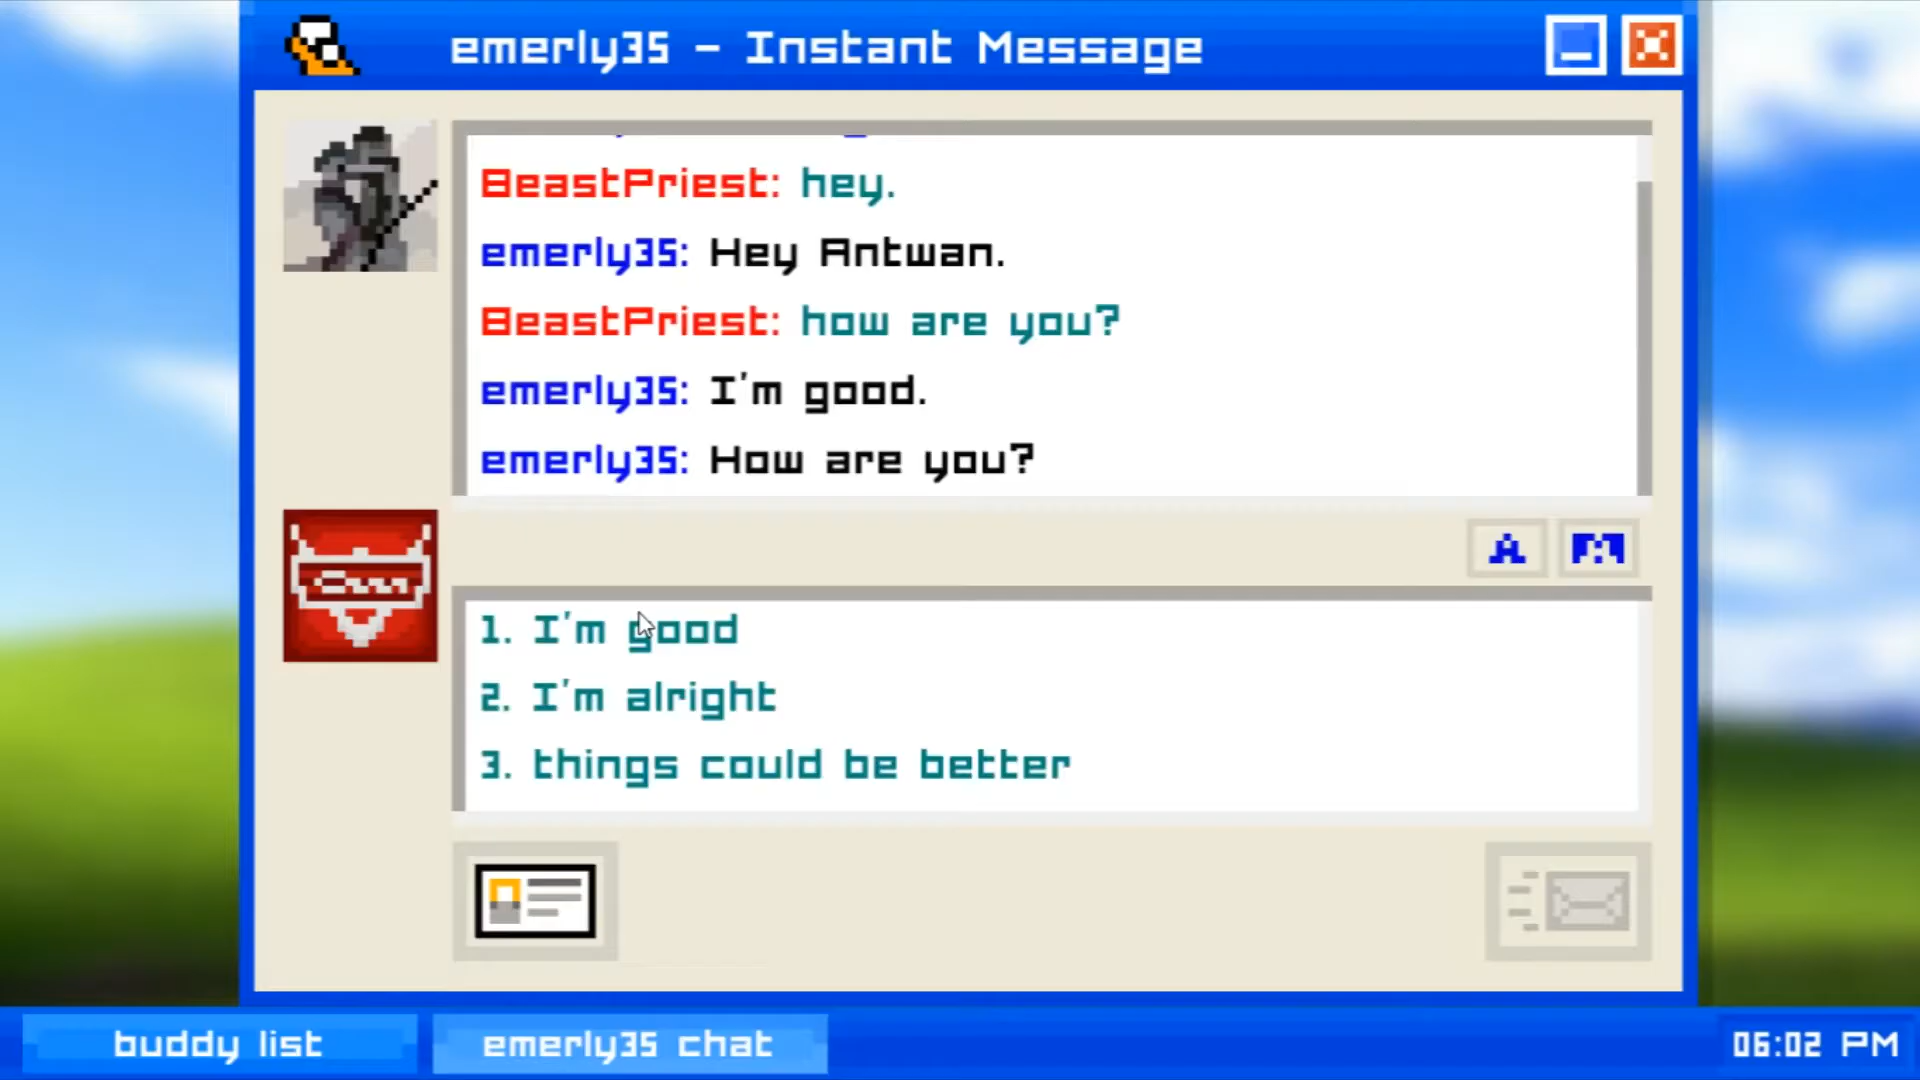 emerly35 - Instant Message
BeastPriest: hey.
emerly35: Hey Antwan.
BeastPriest: how are you?
emerly35: I'm good.
emerly35: How are you?
A
1. I'm good
2. I'm alright
3. things could be better
buddy list
emerly35 chat
06:02 PM